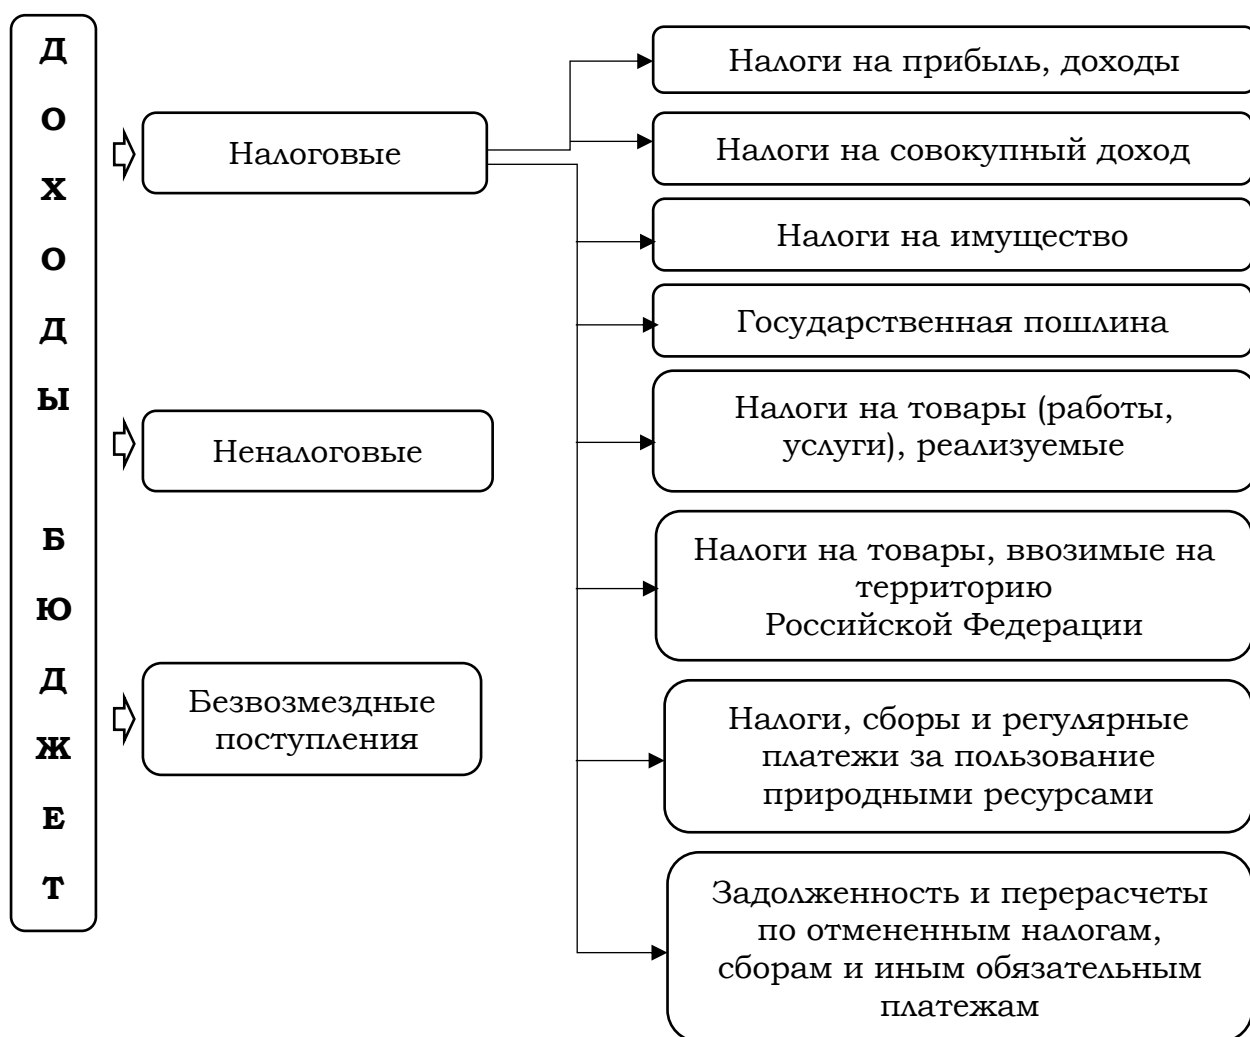 ДОХОДЫ БЮДЖЕТ
Налоговые
Неналоговые
Безвозмездные
поступления
Налоги на прибыль, доходы
Налоги на совокупный доход
Налоги на имущество
Государственная пошлина
Налоги на товары (работы,
услуги), реализуемые
Налоги на товары, ввозимые на
территорию
Российской Федерации
Налоги, сборы и регулярные
платежи за пользование
природными ресурсами
Задолженность и перерасчеты
по отмененным налогам,
сборам и иным обязательным
платежам